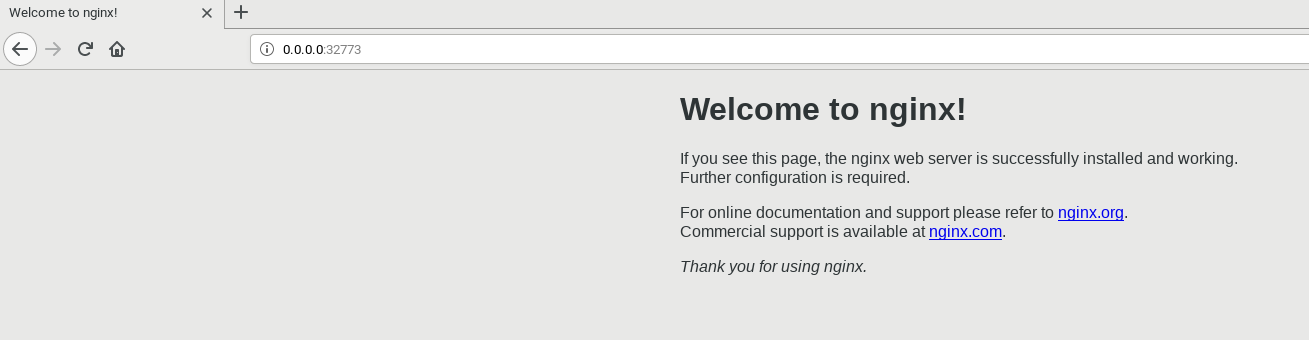 Welcome to nginx!
0.0.0.0:32773
Welcome to nginx!
If you see this page, the nginx web server is successfully installed and working.
Further configuration is required.
For online documentation and support please refer to nginx.org.
Commercial support is available at nginx.com.
Thank you for using nginx.